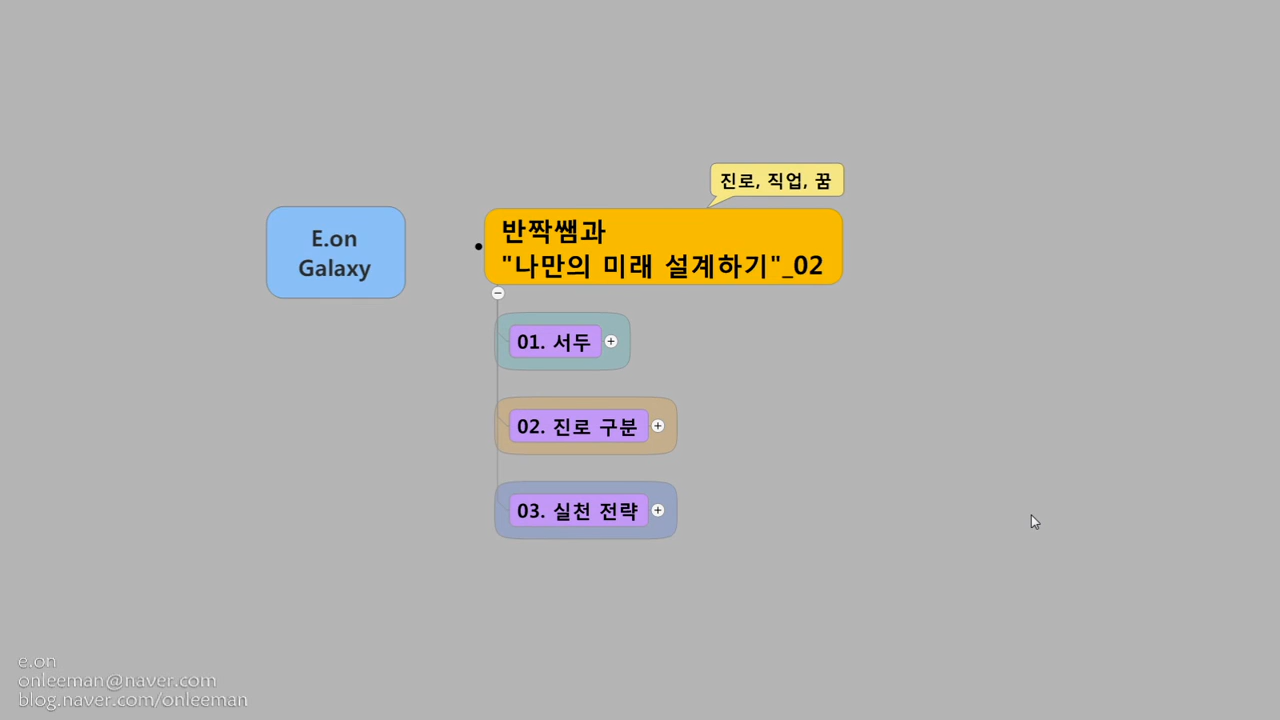 진로, 직업, 꿈
E.on
Galaxy
반짝쌤과
"나만의 미래 설계하기"_02
01. 서두
02. 진로 구분
03. 실천 전략
e.on
onleeman@naver.com
blog.naver.com/onleeman